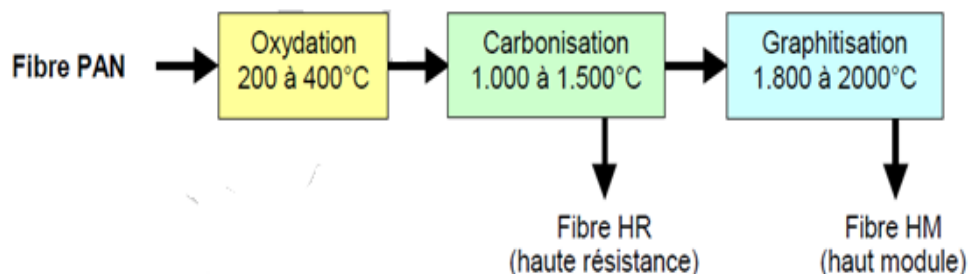 Fibre PAN
Oxydation
200 à 400°C
Carbonisation
1.000 à 1.500°C
Graphitisation
1.800 à 2000°C
Fibre HR
(haute résistance)
Fibre HM
(haut module)